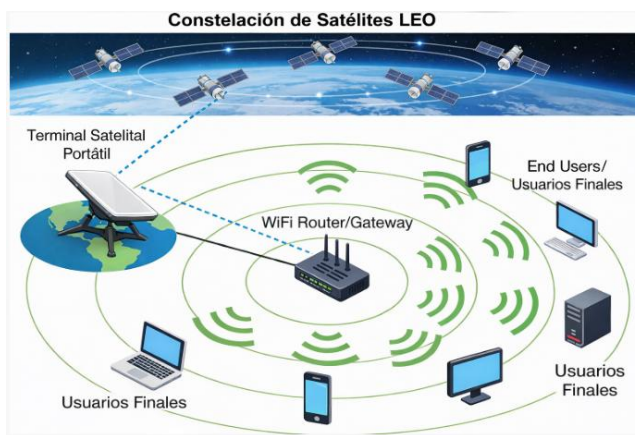 Constelación de Satélites LEO
Terminal Satelital
Portátil
End Users/
Usuarios Finales
WiFi Router/Gateway
Usuarios
Finales
Usuarios Finales